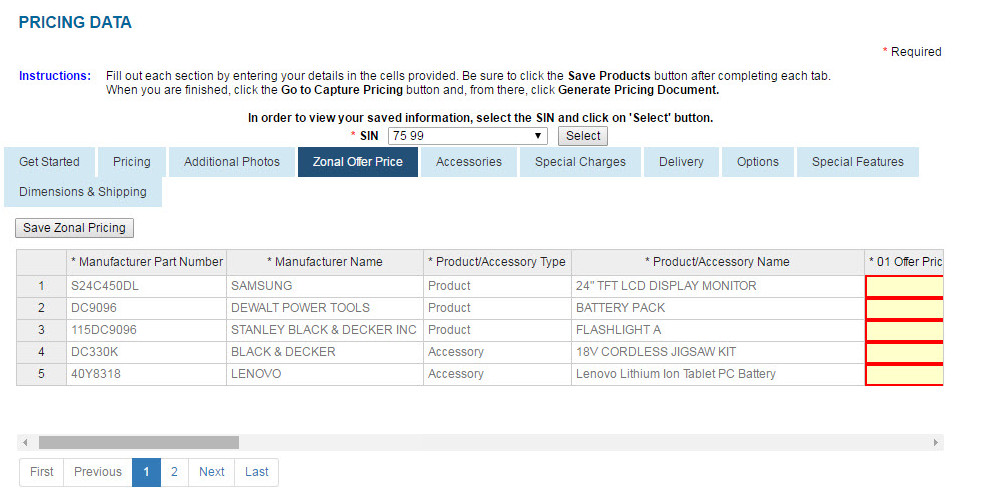 PRICING DATA
* Required
Instructions: Fill out each section by entering your details in the cells provided. Be sure to click the Save Products button after completing each tab.
When you are finished, click the Go to Capture Pricing button and, from there, click Generate Pricing Document.
In order to view your saved information, select the SIN and click on 'Select' button.
* SIN 75 99 Select
Get Started Pricing Additional Photos Zonal Offer Price Accessories Special Charges Delivery Options Special Features
Dimensions & Shipping
Save Zonal Pricing
* Manufacturer Part Number * Manufacturer Name * Product/Accessory Type * Product/Accessory Name * 01 Offer Pric
1 S24C450DL SAMSUNG Product 24" TFT LCD DISPLAY MONITOR
2 DC9096 DEWALT POWER TOOLS Product BATTERY PACK
3 115DC9096 STANLEY BLACK & DECKER INC Product FLASHLIGHT A
4 DC330K BLACK & DECKER Accessory 18V CORDLESS JIGSAW KIT
5 40Y8318 LENOVO Accessory Lenovo Lithium Ion Tablet PC Battery
First Previous 1 2 Next Last